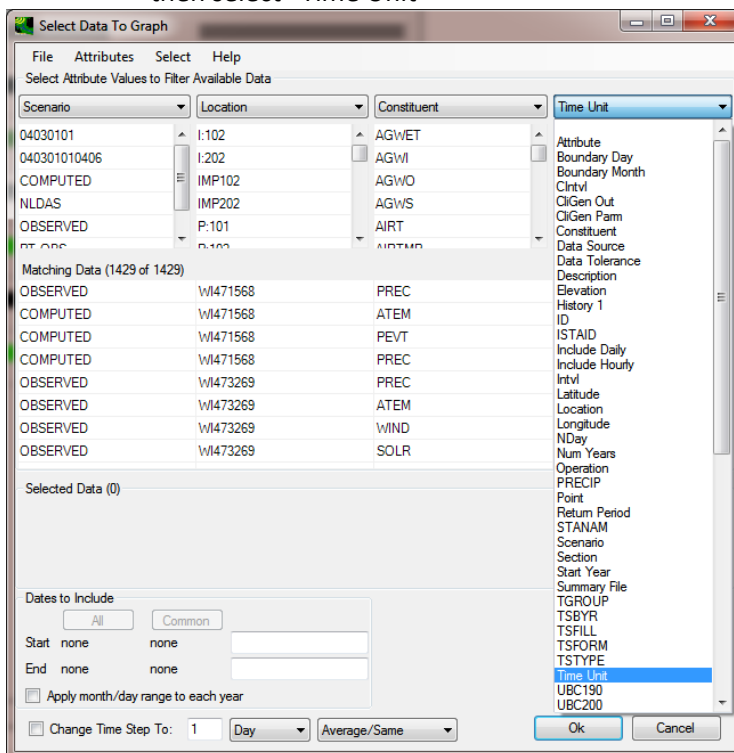 then select "Time Unit"
Select Data To Graph
File Attributes Select Help
Select Attribute Values to Filter Available Data
Scenario Location Constituent Time Unit
04030101 I:102 AGWET
040301010406 I:202 AGWI
COMPUTED IMP102 AGWO
NLDAS IMP202 AGWS
OBSERVED P:101 AIRT
Matching Data (1429 of 1429)
OBSERVED WI471568 PREC
COMPUTED WI471568 ATEM
COMPUTED WI471568 PEVT
COMPUTED WI471568 PREC
OBSERVED WI473269 PREC
OBSERVED WI473269 ATEM
OBSERVED WI473269 WIND
OBSERVED WI473269 SOLR
Selected Data (0)
Dates to Include
All Common
Start none none
End none none
Apply month/day range to each year
Change Time Step To: 1 Day Average/Same
Attribute
Boundary Day
Boundary Month
CIntvl
CliGen Out
CliGen Parm
Constituent
Data Source
Data Tolerance
Description
Elevation
History 1
ID
ISTAID
Include Daily
Include Hourly
Intvl
Latitude
Location
Longitude
NDay
Num Years
Operation
PRECIP
Point
Return Period
STANAM
Scenario
Section
Start Year
Summary File
TGROUP
TSBYR
TSFILL
TSFORM
TSTYPE
Time Unit
UBC190
UBC200
Ok Cancel